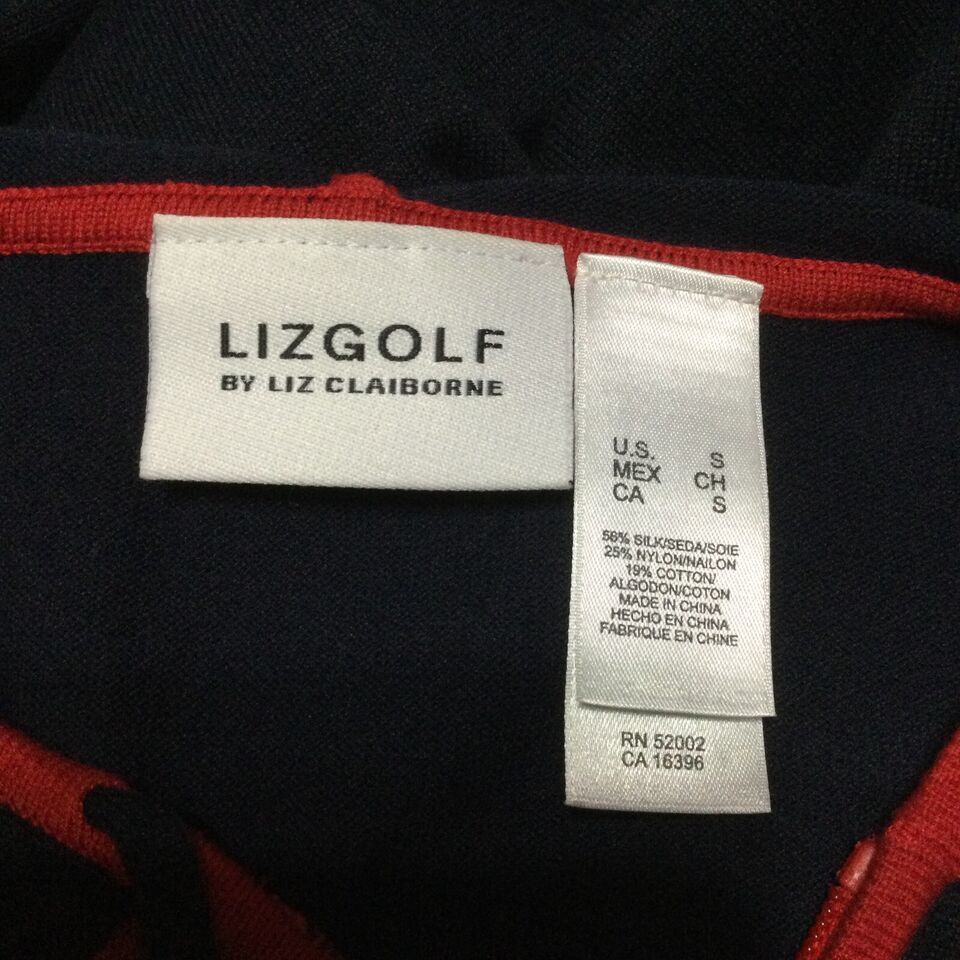 LIZGOLF
BY LIZ CLAIBORNE
U.S. S
MEX CH
CA S
56% SILK/SEDA/SOIE
25% NYLON/NAILON
19% COTTON/
ALGODON/COTON
MADE IN CHINA
HECHO EN CHINA
FABRIQUE EN CHINE
RN 52002
CA 16396